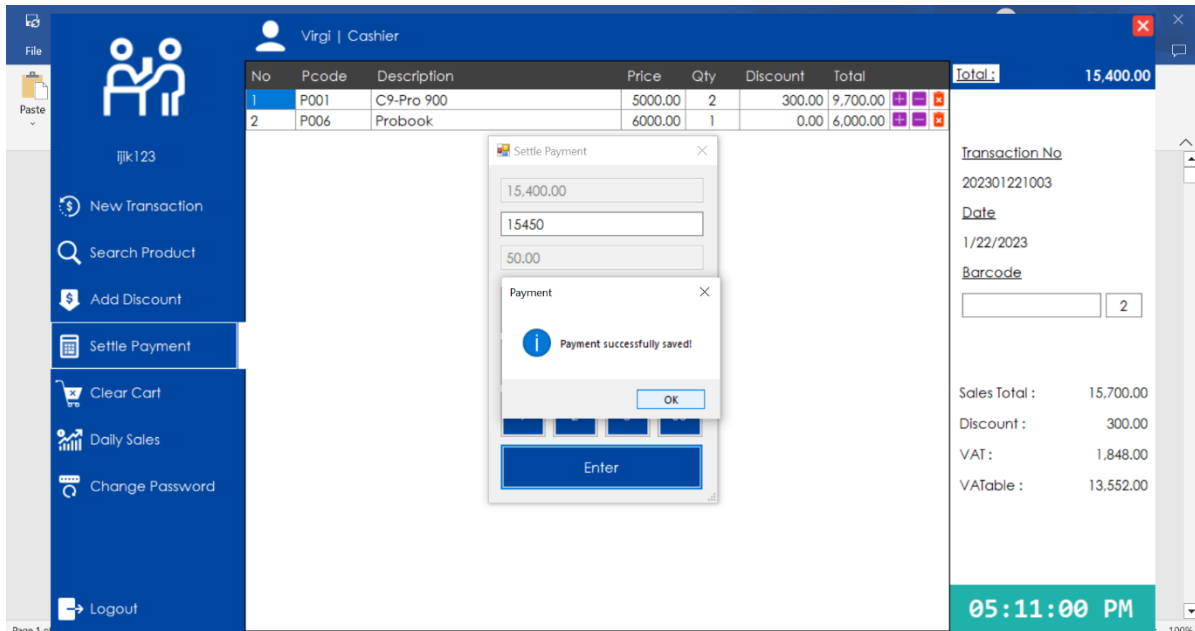 File
Paste
ijik123
New Transaction
Search Product
Add Discount
Settle Payment
Clear Cart
Daily Sales
Change Password
Logout
Virgi | Cashier
No Pcode Description Price Qty Discount Total
1 P001 C9-Pro 900 5000.00 2 300.00 9,700.00
2 P006 Probook 6000.00 1 0.00 6,000.00
Settle Payment
15,400.00
15450
50.00
Payment
Payment successfully saved!
OK
Enter
Total : 15,400.00
Transaction No
202301221003
Date
1/22/2023
Barcode
2
Sales Total : 15,700.00
Discount : 300.00
VAT : 1,848.00
VATable : 13,552.00
05:11:00 PM